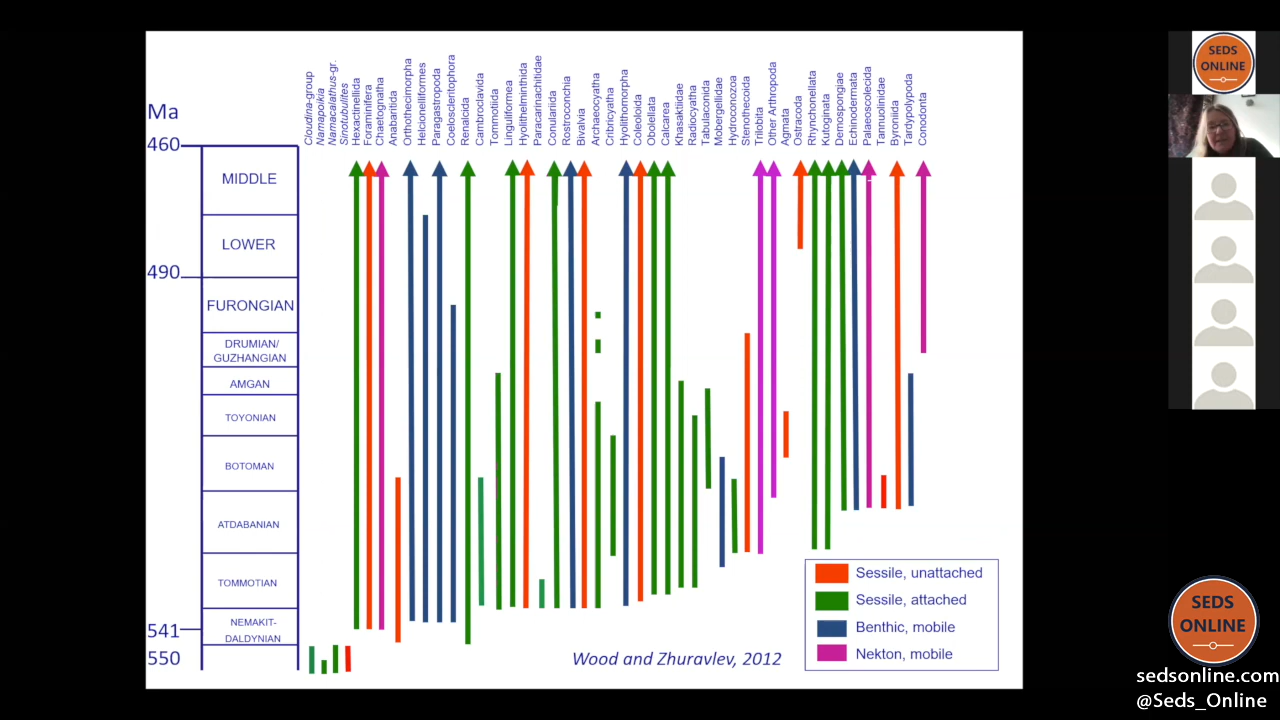 Ma
460
490
541
550
MIDDLE
LOWER
FURONGIAN
DRUMIAN/
GUZHANGIAN
AMGAN
TOYONIAN
BOTOMAN
ATDABANIAN
TOMMOTIAN
NEMAKIT-
DALDYNIAN
Cloudina-group
Namapoikia
Namacalathus-gr.
Sinotubulites
Hexactinellida
Foraminifera
Chaetognatha
Anabaritida
Orthothecimorpha
Helcionelliformes
Paragastropoda
Coeloscleritophora
Renalcida
Cambroclavida
Tommotiida
Linguliformea
Hyolithelminthida
Paracarinachitidae
Conulariida
Rostroconchia
Bivalvia
Archaeocyatha
Cribricyatha
Hyolithomorpha
Coleoloida
Obolellata
Calcarea
Khasaktiidae
Radiocyatha
Tabulaconida
Mobergellidae
Hydroconozoa
Stenothecoida
Trilobita
Other Arthropoda
Agmata
Ostracoda
Rhynchonellata
Kutoginata
Demospongiae
Echinodermata
Palaeoscolecida
Tannuolinidae
Byroniida
Tardypolypoda
Conodonta
Sessile, unattached
Sessile, attached
Benthic, mobile
Nekton, mobile
Wood and Zhuravlev, 2012
SEDS
ONLINE
SEDS
ONLINE
sedsonline.com
@Seds_Online